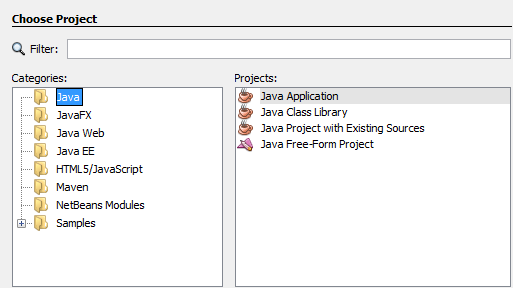 Choose Project
Filter:
Categories:
Java
JavaFX
Java Web
Java EE
HTML5/JavaScript
Maven
NetBeans Modules
Samples
Projects:
Java Application
Java Class Library
Java Project with Existing Sources
Java Free-Form Project